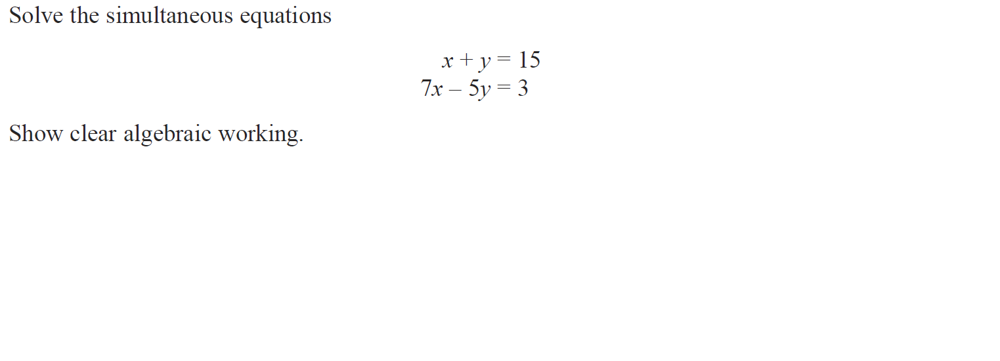 Solve the simultaneous equations
x + y = 15
7x – 5y = 3
Show clear algebraic working.